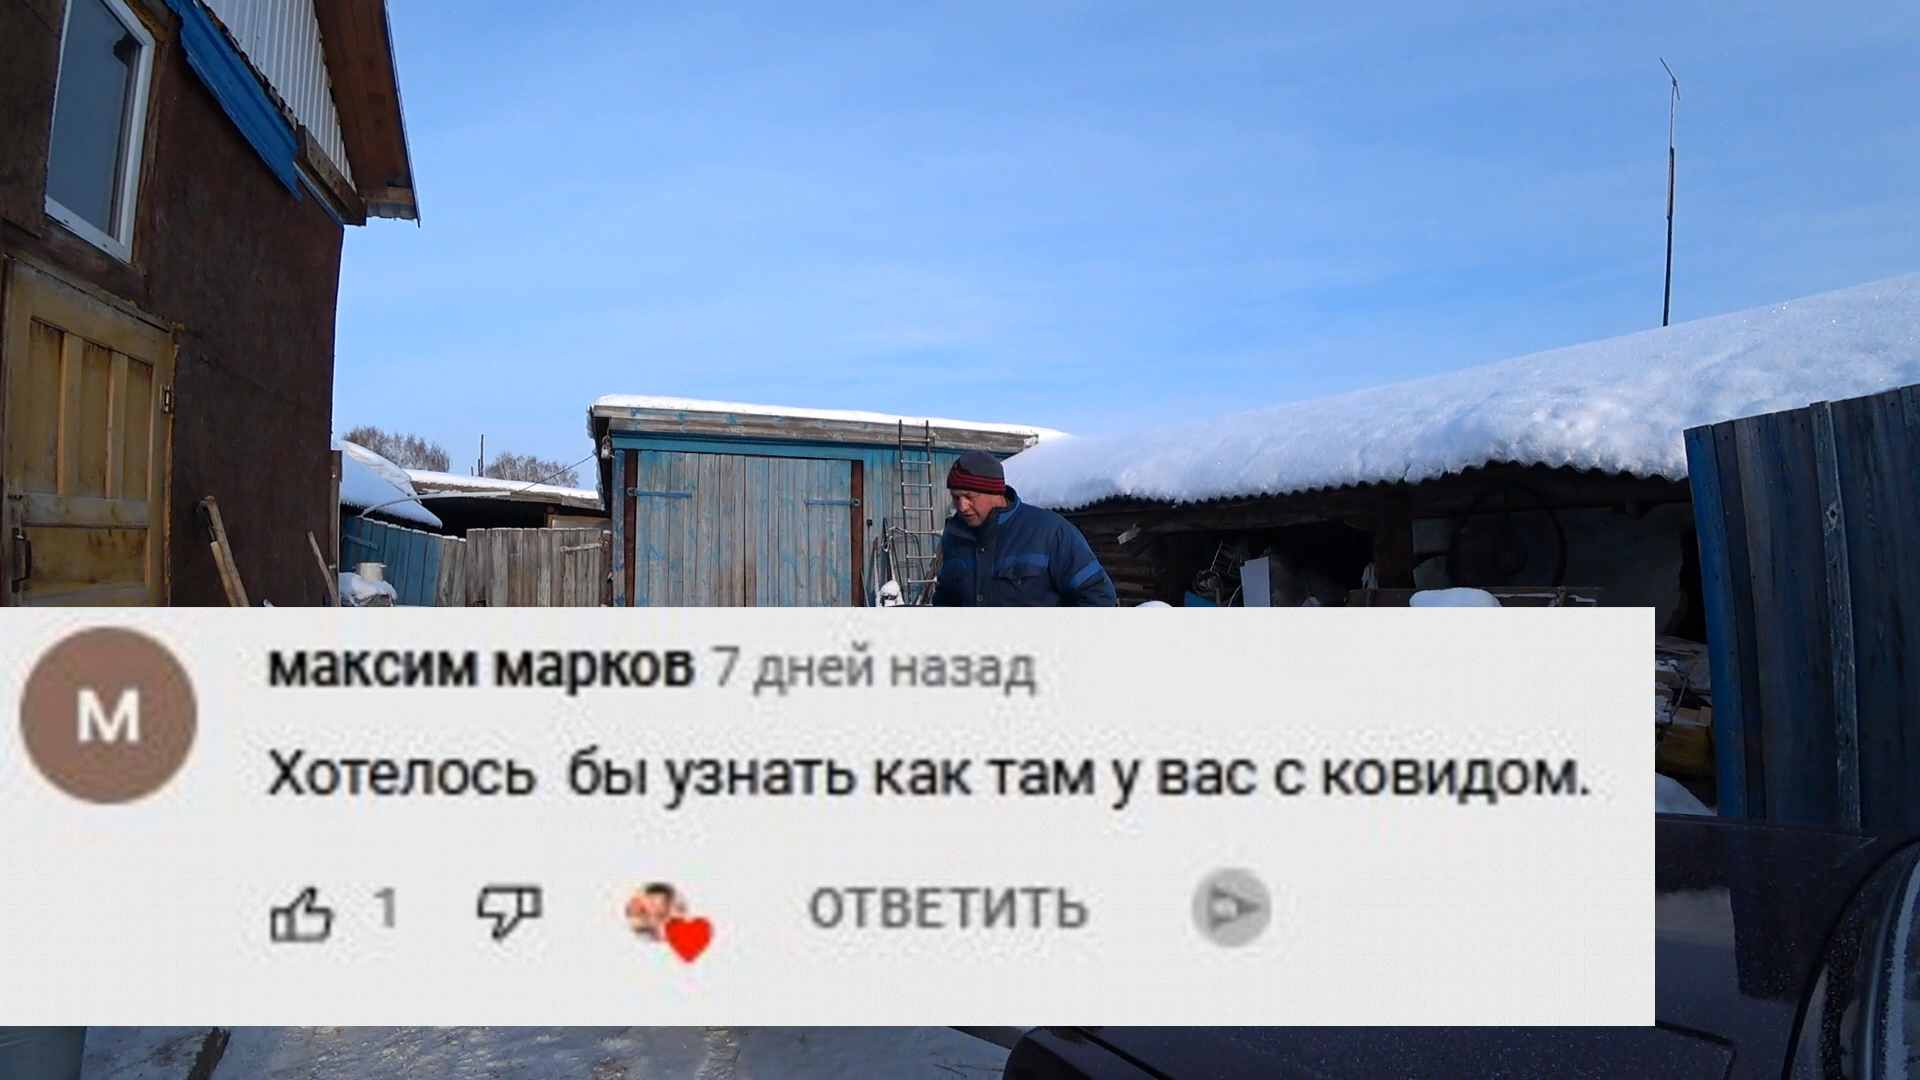 М
максим марков 7 дней назад
Хотелось бы узнать как там у вас с ковидом.
1
ОТВЕТИТЬ